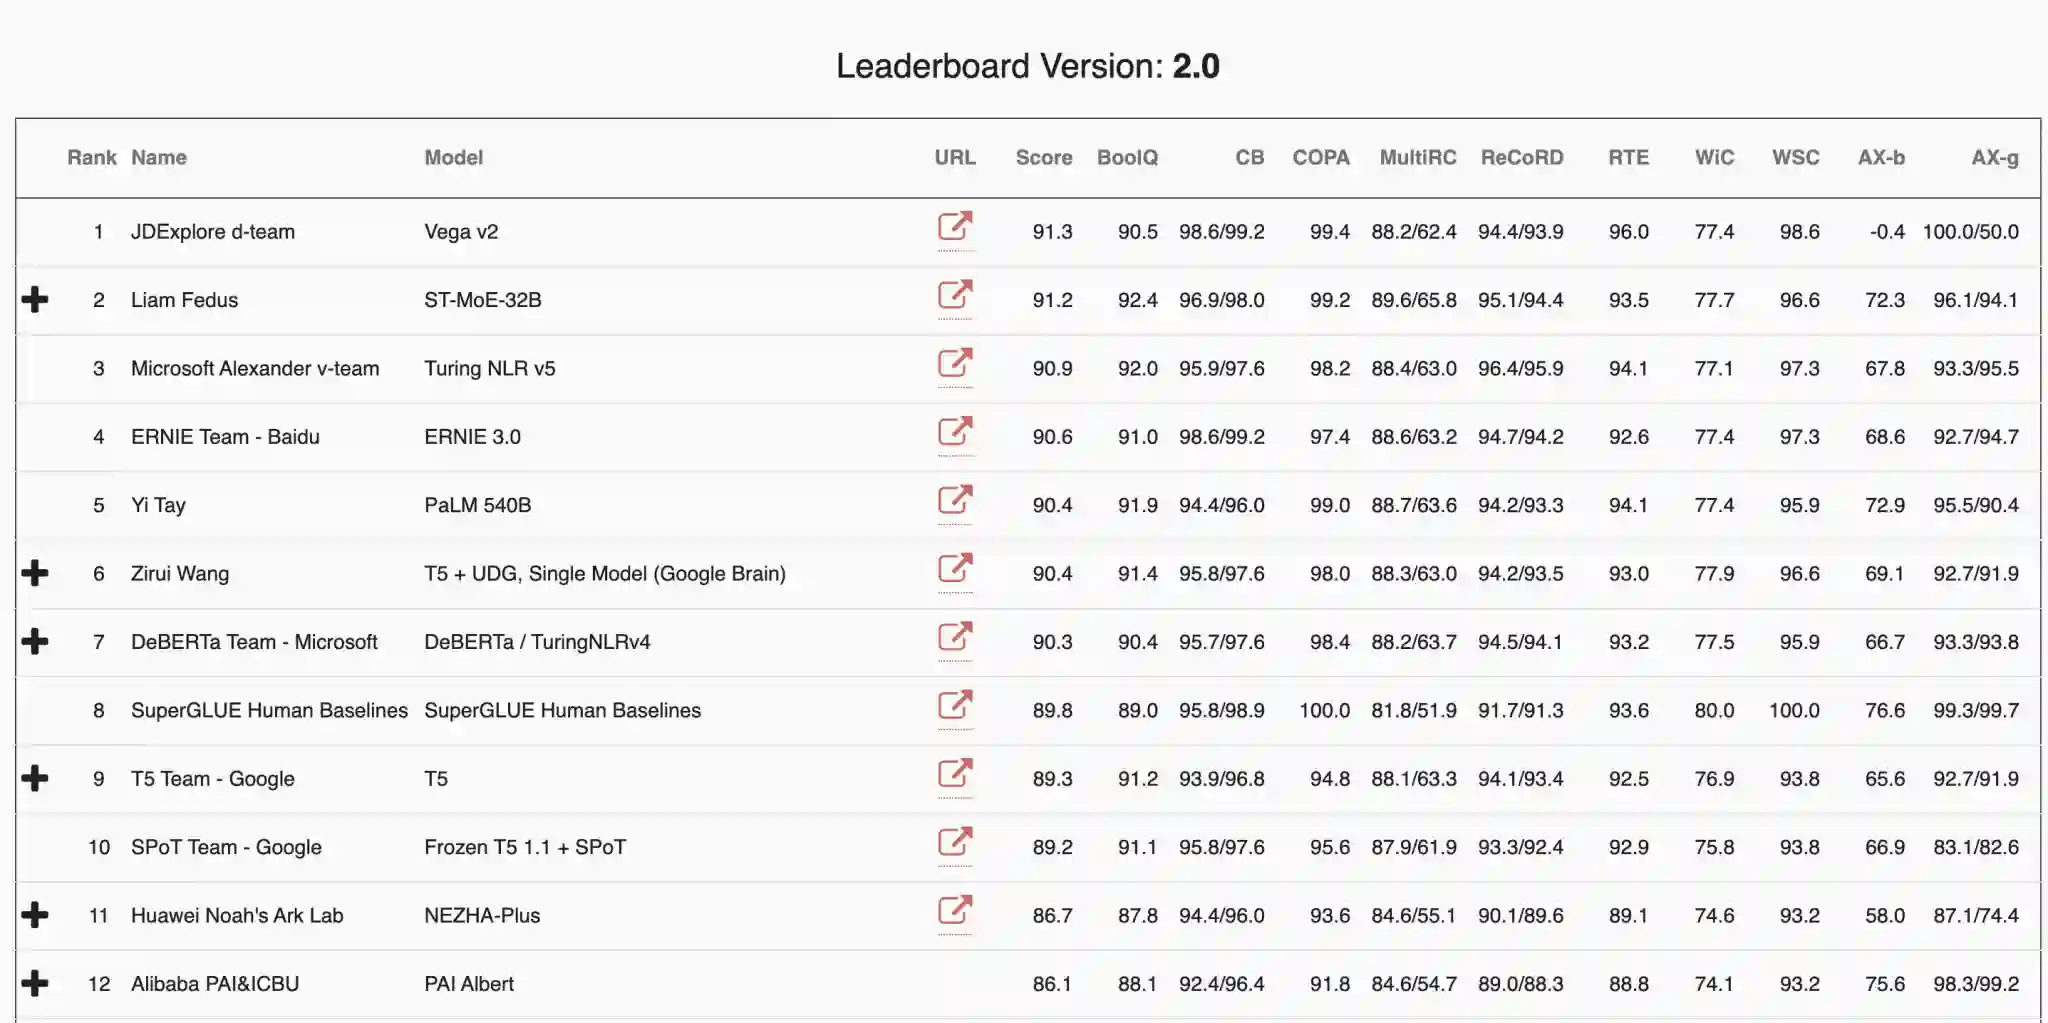 Leaderboard Version: 2.0
Rank Name Model URL Score BoolQ CB COPA MultiRC ReCoRD RTE WiC WSC AX-b AX-g
1 JDExplore d-team Vega v2 91.3 90.5 98.6/99.2 99.4 88.2/62.4 94.4/93.9 96.0 77.4 98.6 -0.4 100.0/50.0
2 Liam Fedus ST-MoE-32B 91.2 92.4 96.9/98.0 99.2 89.6/65.8 95.1/94.4 93.5 77.7 96.6 72.3 96.1/94.1
3 Microsoft Alexander v-team Turing NLR v5 90.9 92.0 95.9/97.6 98.2 88.4/63.0 96.4/95.9 94.1 77.1 97.3 67.8 93.3/95.5
4 ERNIE Team - Baidu ERNIE 3.0 90.6 91.0 98.6/99.2 97.4 88.6/63.2 94.7/94.2 92.6 77.4 97.3 68.6 92.7/94.7
5 Yi Tay PaLM 540B 90.4 91.9 94.4/96.0 99.0 88.7/63.6 94.2/93.3 94.1 77.4 95.9 72.9 95.5/90.4
6 Zirui Wang T5 + UDG, Single Model (Google Brain) 90.4 91.4 95.8/97.6 98.0 88.3/63.0 94.2/93.5 93.0 77.9 96.6 69.1 92.7/91.9
7 DeBERTa Team - Microsoft DeBERTa / TuringNLRv4 90.3 90.4 95.7/97.6 98.4 88.2/63.7 94.5/94.1 93.2 77.5 95.9 66.7 93.3/93.8
8 SuperGLUE Human Baselines SuperGLUE Human Baselines 89.8 89.0 95.8/98.9 100.0 81.8/51.9 91.7/91.3 93.6 80.0 100.0 76.6 99.3/99.7
9 T5 Team - Google T5 89.3 91.2 93.9/96.8 94.8 88.1/63.3 94.1/93.4 92.5 76.9 93.8 65.6 92.7/91.9
10 SPoT Team - Google Frozen T5 1.1 + SPoT 89.2 91.1 95.8/97.6 95.6 87.9/61.9 93.3/92.4 92.9 75.8 93.8 66.9 83.1/82.6
11 Huawei Noah's Ark Lab NEZHA-Plus 86.7 87.8 94.4/96.0 93.6 84.6/55.1 90.1/89.6 89.1 74.6 93.2 58.0 87.1/74.4
12 Alibaba PAI&ICBU PAI Albert 86.1 88.1 92.4/96.4 91.8 84.6/54.7 89.0/88.3 88.8 74.1 93.2 75.6 98.3/99.2